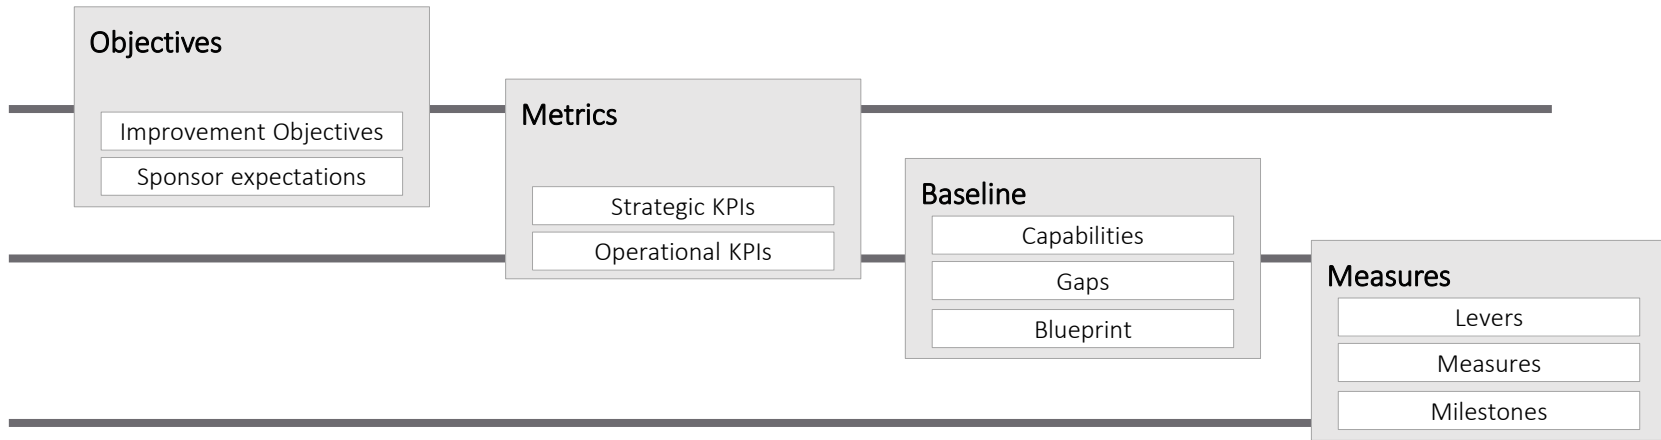 Objectives
Improvement Objectives
Sponsor expectations
Metrics
Strategic KPIs
Operational KPIs
Baseline
Capabilities
Gaps
Blueprint
Measures
Levers
Measures
Milestones